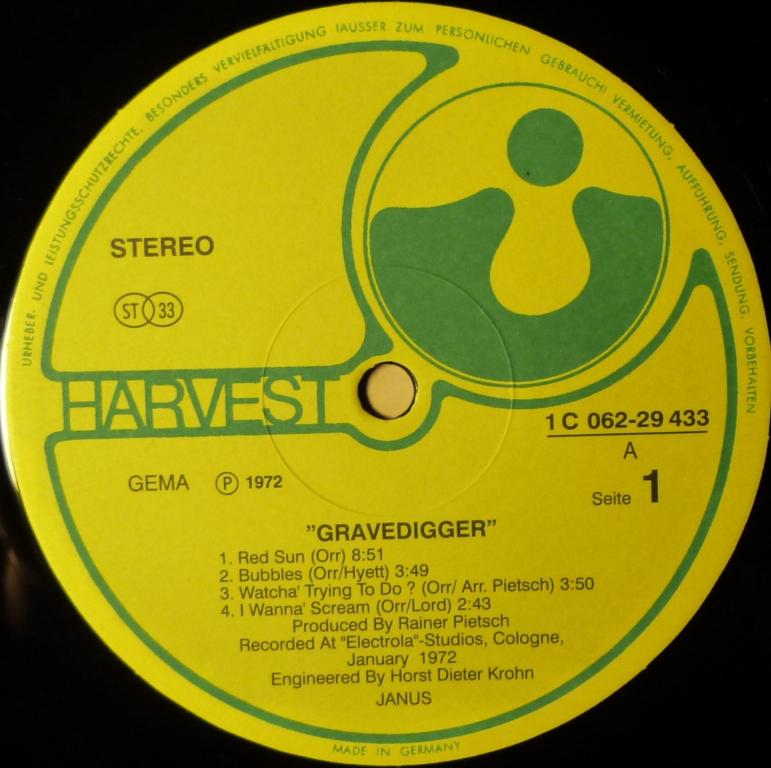 URHEBER- UND LEISTUNGSSCHUTZRECHTE, BESONDERS VERVIELFÄLTIGUNG (AUSSER ZUM PERSÖNLICHEN GEBRAUCH) VERMIETUNG, AUFFÜHRUNG, SENDUNG, VORBEHALTEN
STEREO
ST 33
HARVEST
1 C 062-29 433
A
Seite 1
GEMA Ⓟ 1972
"GRAVEDIGGER"
1. Red Sun (Orr) 8:51
2. Bubbles (Orr/Hyett) 3:49
3. Watcha' Trying To Do ? (Orr/ Arr. Pietsch) 3:50
4. I Wanna' Scream (Orr/Lord) 2:43
Produced By Rainer Pietsch
Recorded At "Electrola"-Studios, Cologne,
January 1972
Engineered By Horst Dieter Krohn
JANUS
MADE IN GERMANY